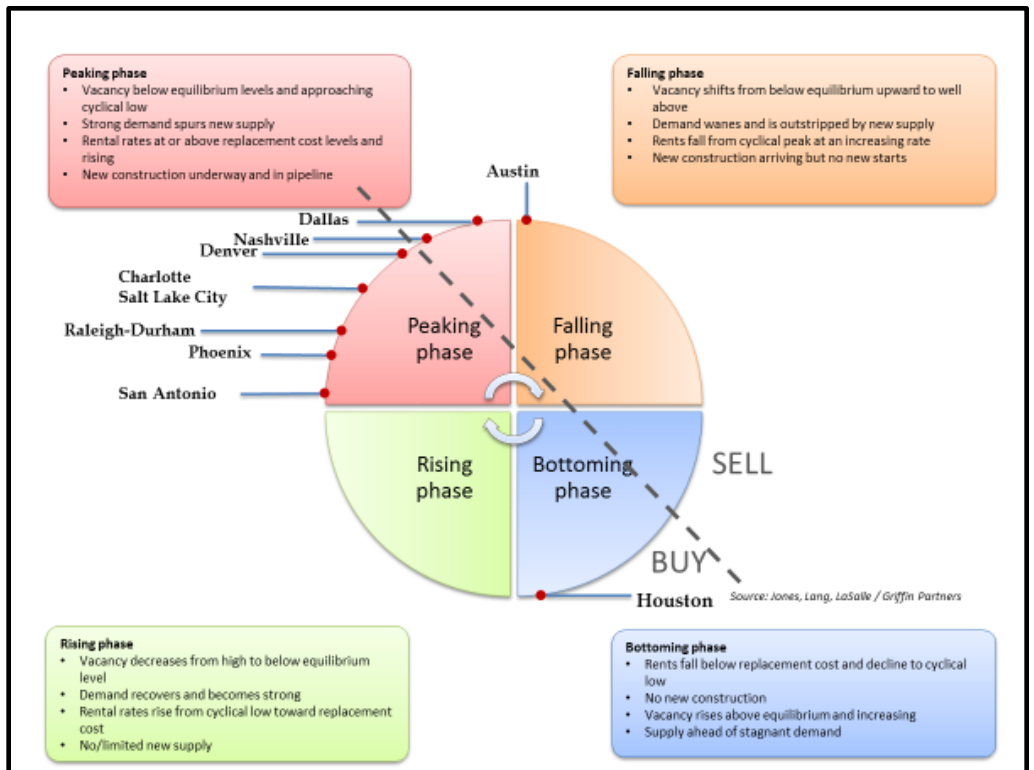 Peaking phase
• Vacancy below equilibrium levels and approaching
cyclical low
• Strong demand spurs new supply
• Rental rates at or above replacement cost levels and
rising
• New construction underway and in pipeline
Falling phase
• Vacancy shifts from below equilibrium upward to well
above
• Demand wanes and is outstripped by new supply
• Rents fall from cyclical peak at an increasing rate
• New construction arriving but no new starts
Austin
Dallas
Nashville
Denver
Charlotte
Salt Lake City
Raleigh-Durham
Phoenix
San Antonio
Peaking
phase
Falling
phase
Rising
phase
Bottoming
phase
SELL
BUY
Houston
Source: Jones, Lang, LaSalle / Griffin Partners
Rising phase
• Vacancy decreases from high to below equilibrium
level
• Demand recovers and becomes strong
• Rental rates rise from cyclical low toward replacement
cost
• No/limited new supply
Bottoming phase
• Rents fall below replacement cost and decline to cyclical
low
• No new construction
• Vacancy rises above equilibrium and increasing
• Supply ahead of stagnant demand